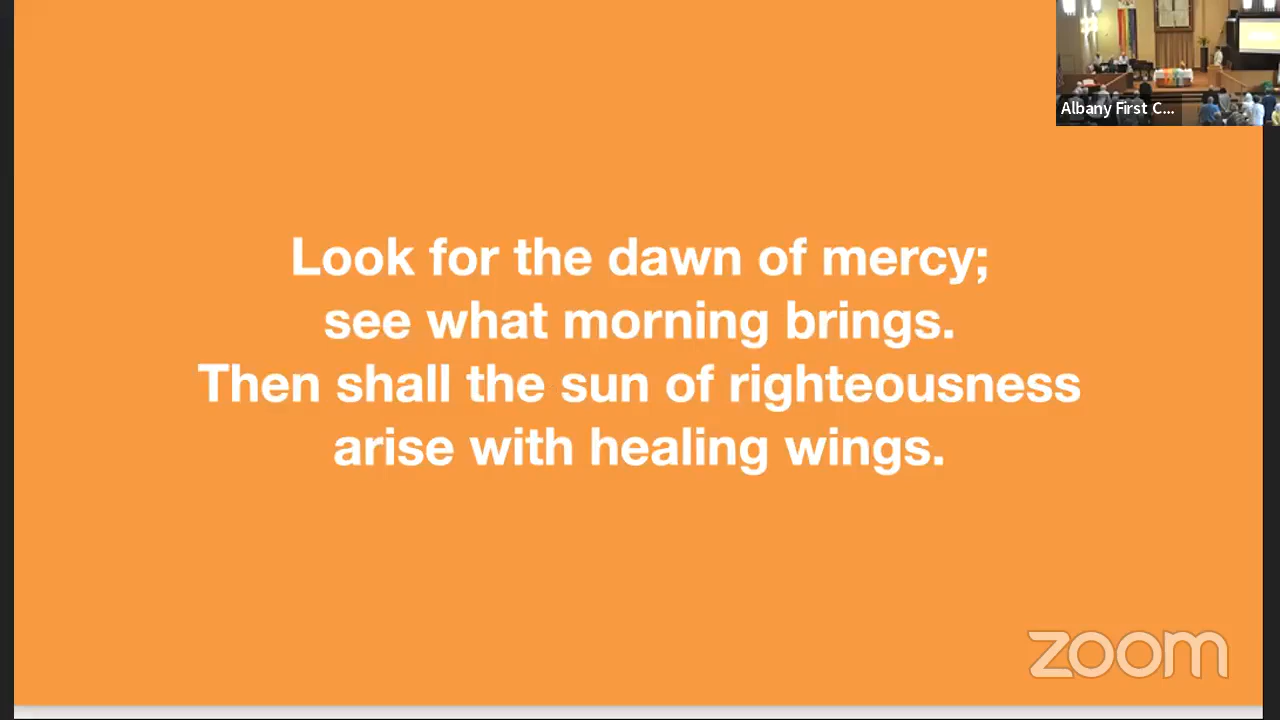 Albany First C...
Look for the dawn of mercy;
see what morning brings.
Then shall the sun of righteousness
arise with healing wings.
zoom